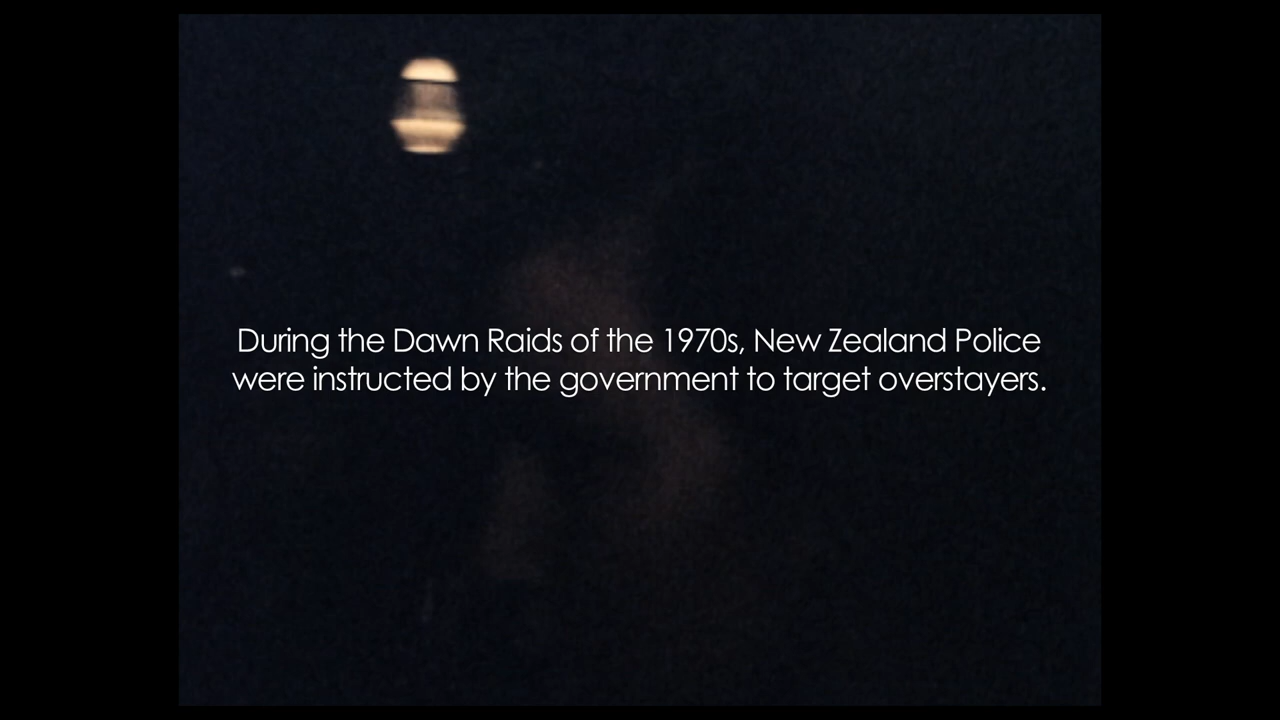 During the Dawn Raids of the 1970s, New Zealand Police
were instructed by the government to target overstayers.